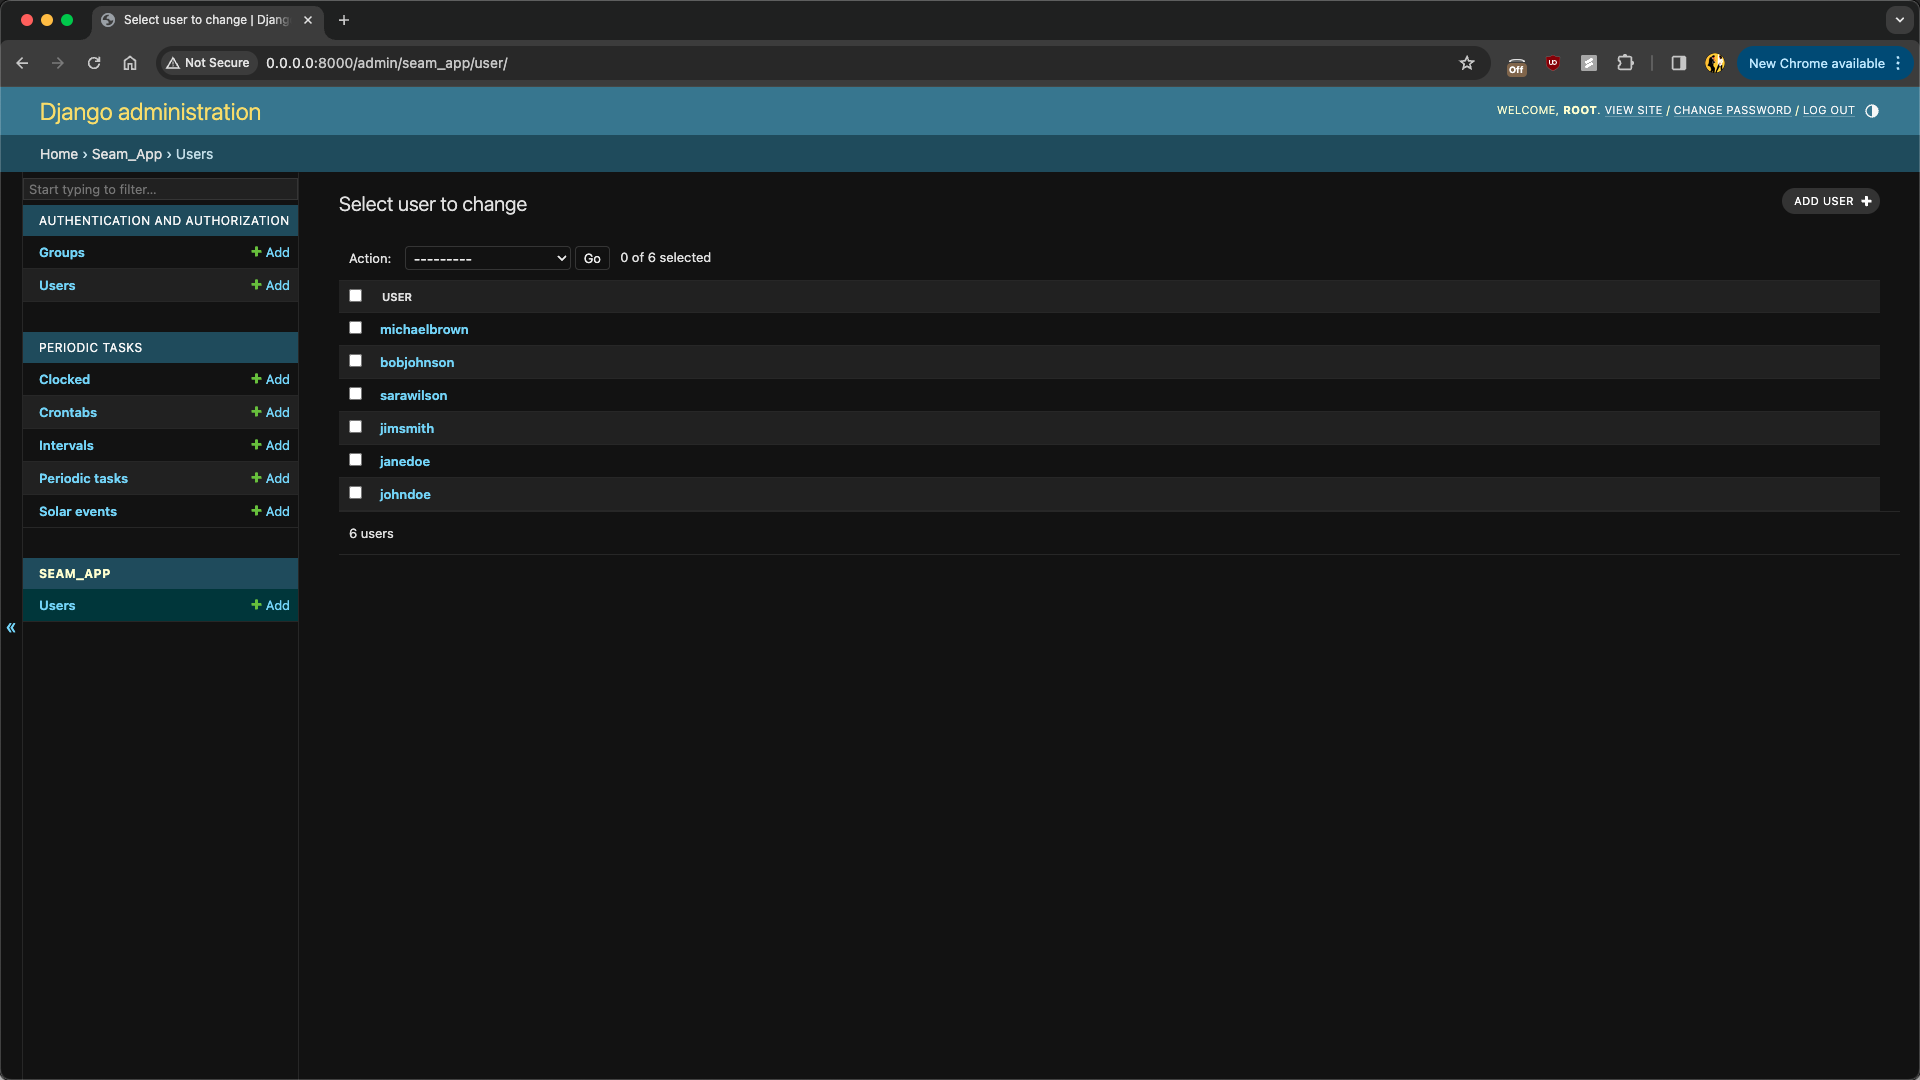 Select user to change | Djang
Not Secure
0.0.0.0:8000/admin/seam_app/user/
Off
UD
New Chrome available
Django administration
WELCOME, ROOT. VIEW SITE / CHANGE PASSWORD / LOG OUT
Home › Seam_App › Users
Start typing to filter...
AUTHENTICATION AND AUTHORIZATION
Groups + Add
Users + Add
PERIODIC TASKS
Clocked + Add
Crontabs + Add
Intervals + Add
Periodic tasks + Add
Solar events + Add
SEAM_APP
Users + Add
«
Select user to change
ADD USER +
Action: --------- Go 0 of 6 selected
USER
michaelbrown
bobjohnson
sarawilson
jimsmith
janedoe
johndoe
6 users